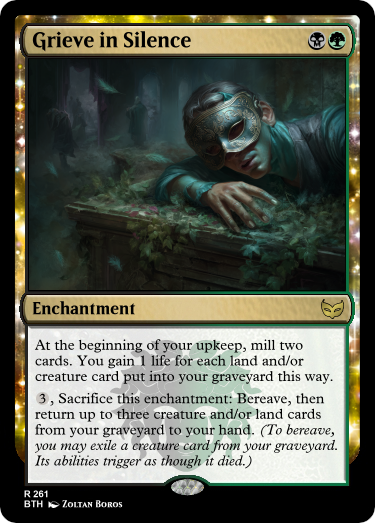 Grieve in Silence
Enchantment
At the beginning of your upkeep, mill two
cards. You gain 1 life for each land and/or
creature card put into your graveyard this way.
3, Sacrifice this enchantment: Bereave, then
return up to three creature and/or land cards
from your graveyard to your hand. (To bereave,
you may exile a creature card from your graveyard.
Its abilities trigger as though it died.)
R 261
BTH Zoltan Boros